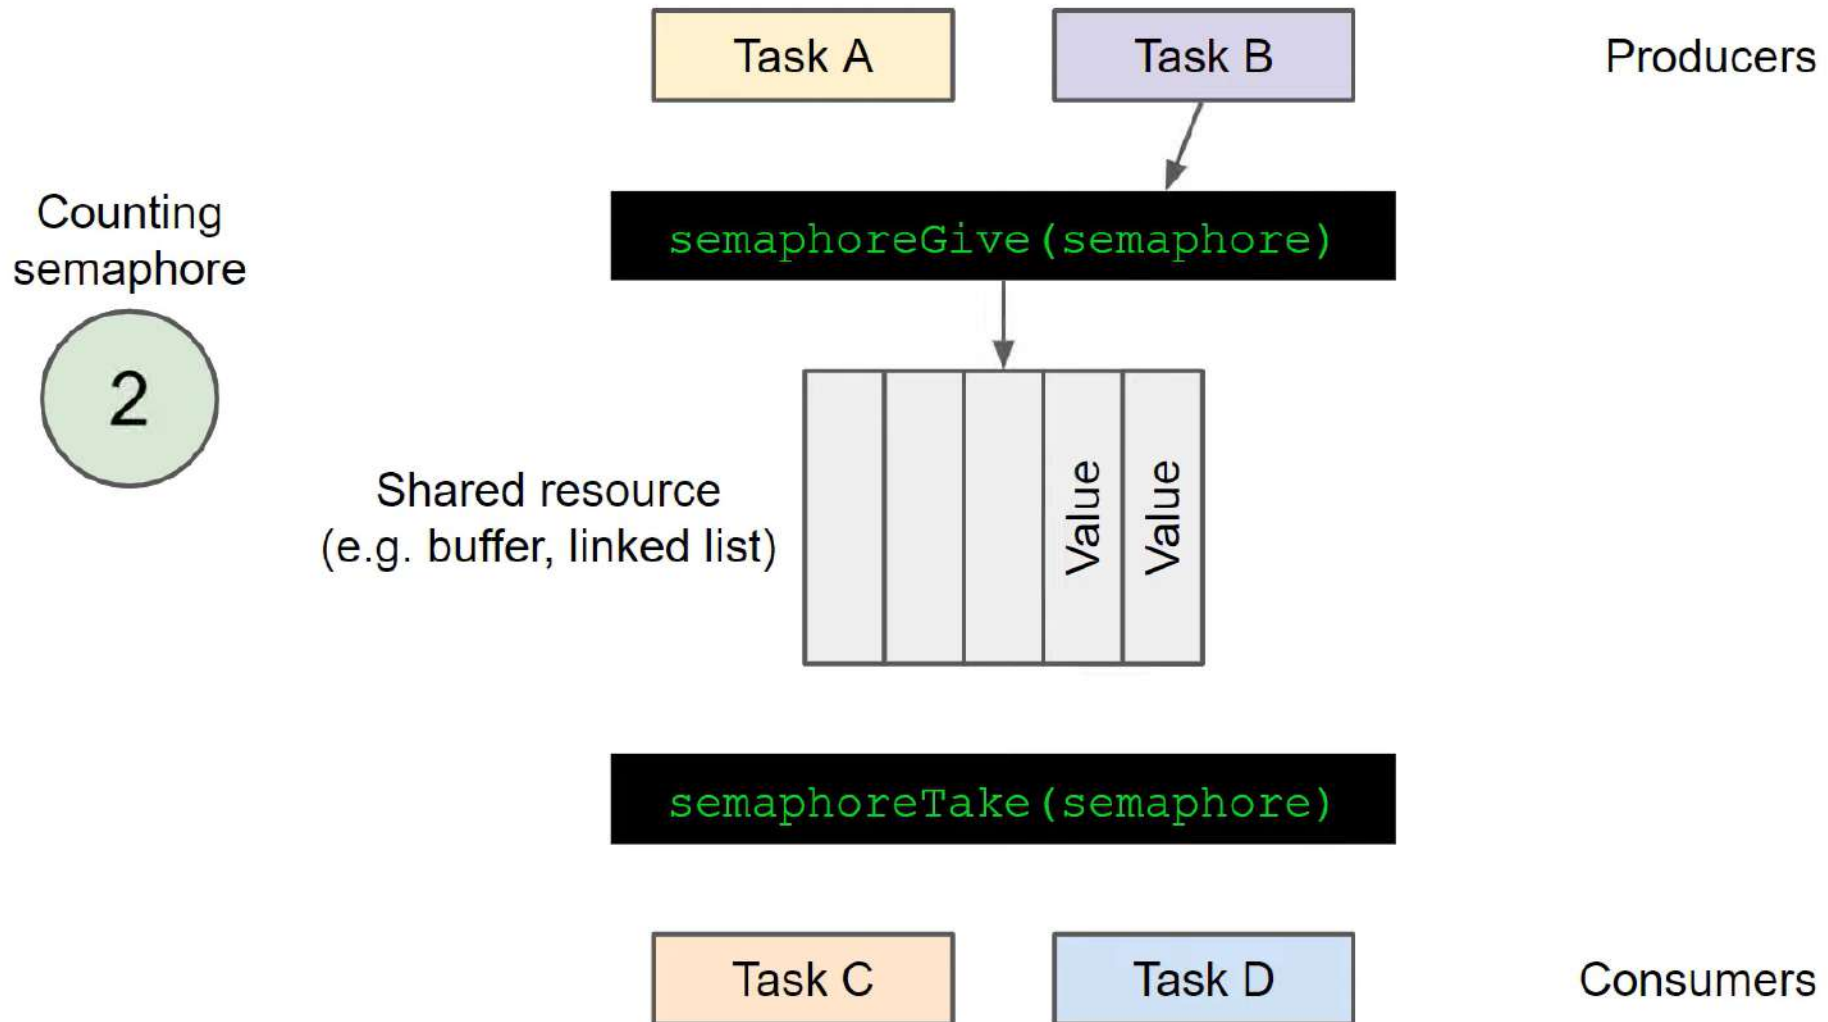 Task A
Task B
Producers
Counting
semaphore
semaphoreGive(semaphore)
2
Shared resource
(e.g. buffer, linked list)
Value
Value
semaphoreTake(semaphore)
Task C
Task D
Consumers